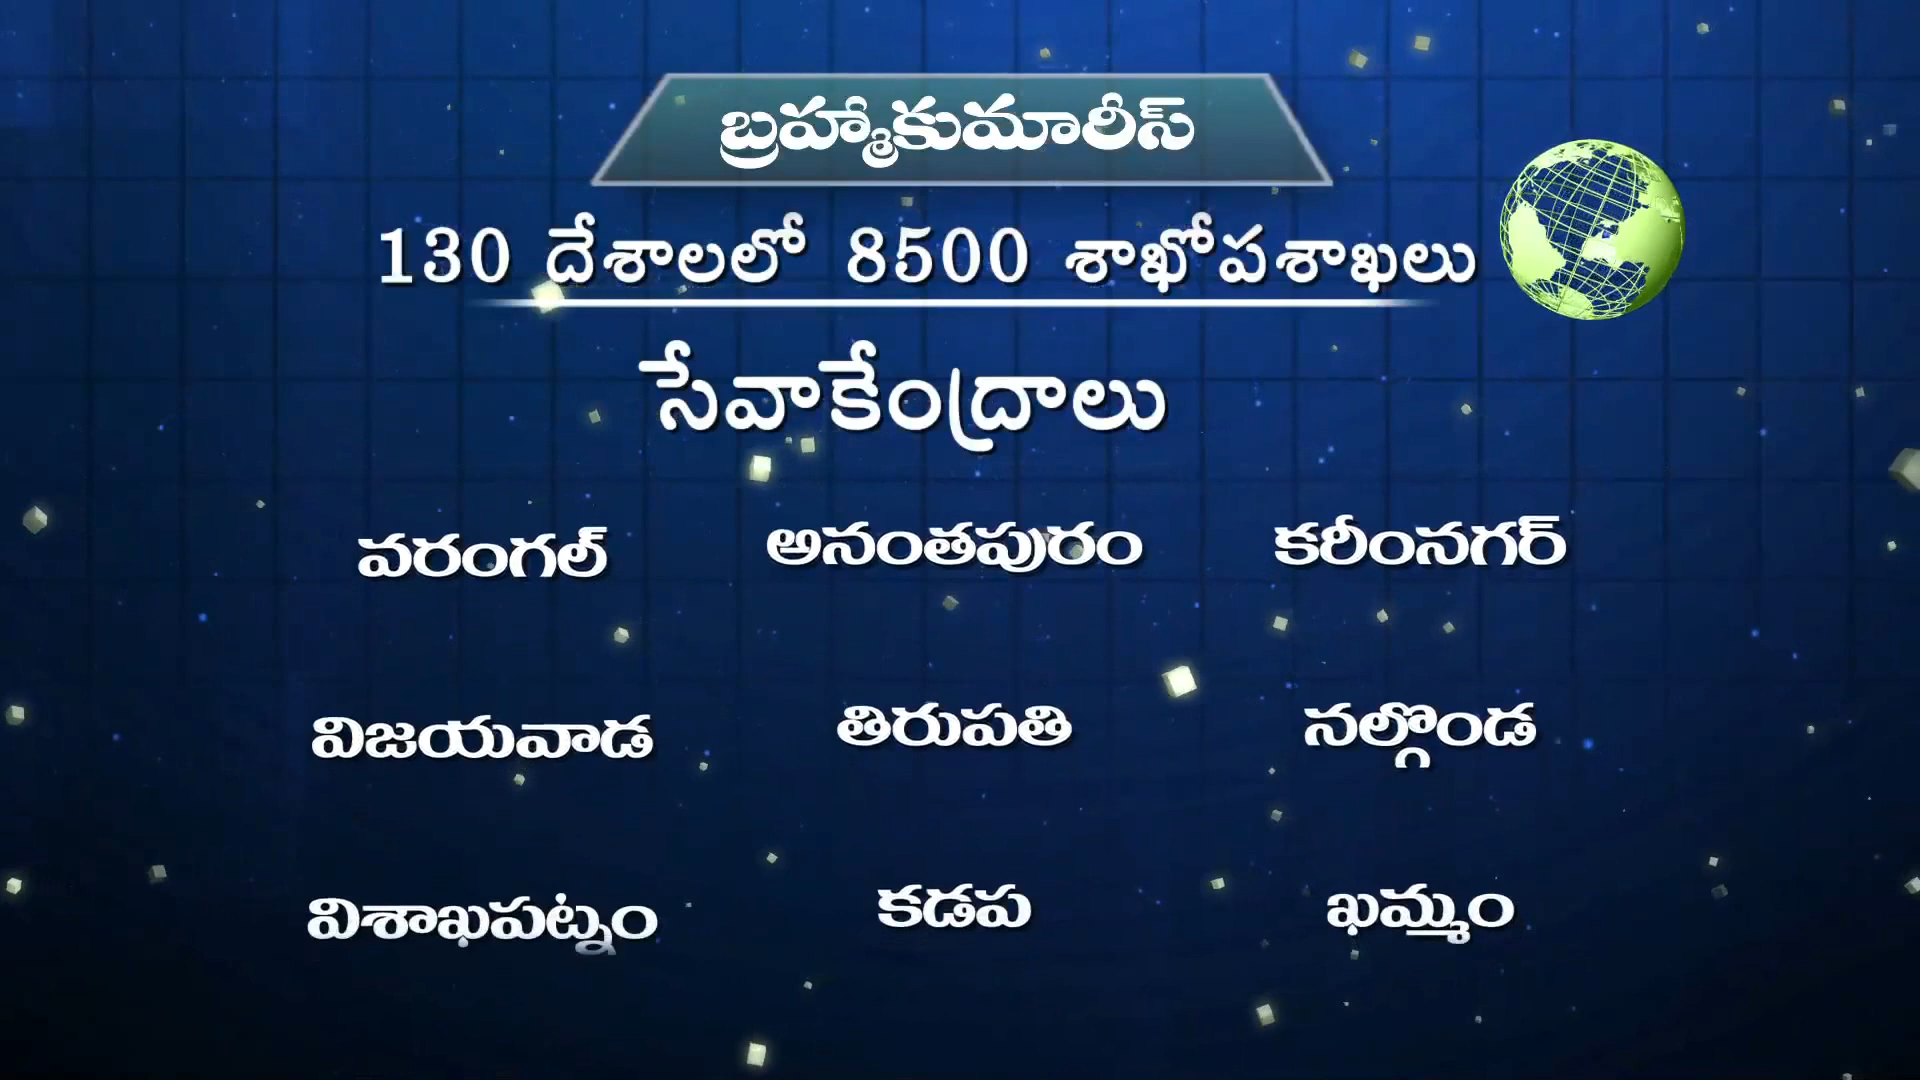 బ్రహ్మాకుమారీస్
130 దేశాలలో 8500 శాఖోపశాఖలు
సేవాకేంద్రాలు
వరంగల్ అనంతపురం కరీంనగర్
విజయవాడ తిరుపతి నల్గొండ
విశాఖపట్నం కడప ఖమ్మం